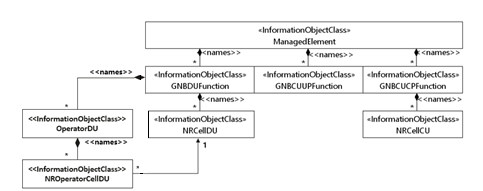 «InformationObjectClass»
ManagedElement
<<names>> <<names>> <<names>>
* * *
<<names>>
«InformationObjectClass» «InformationObjectClass» «InformationObjectClass»
GNBDUFunction GNBCUUPFunction GNBCUCPFunction
<<names>> <<names>>
* * *
<<InformationObjectClass>> «InformationObjectClass» «InformationObjectClass»
OperatorDU NRCellDU NRCellCU
<<names>>
1
* *
<<InformationObjectClass>>
NROperatorCellDU